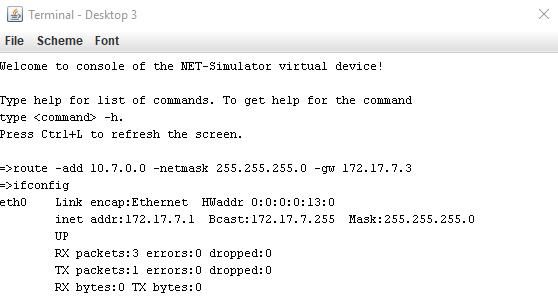 Terminal - Desktop 3
File Scheme Font
Welcome to console of the NET-Simulator virtual device!
Type help for list of commands. To get help for the command
type <command> -h.
Press Ctrl+L to refresh the screen.
=>route -add 10.7.0.0 -netmask 255.255.255.0 -gw 172.17.7.3
=>ifconfig
eth0 Link encap:Ethernet HWaddr 0:0:0:0:13:0
inet addr:172.17.7.1 Bcast:172.17.7.255 Mask:255.255.255.0
UP
RX packets:3 errors:0 dropped:0
TX packets:1 errors:0 dropped:0
RX bytes:0 TX bytes:0